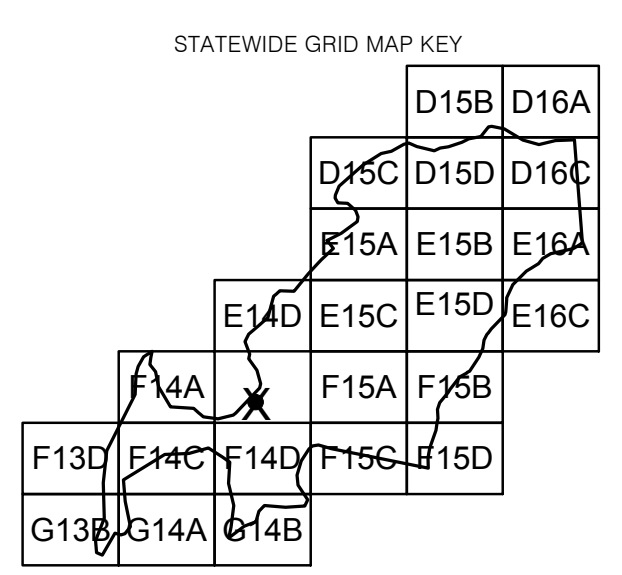 STATEWIDE GRID MAP KEY
D15B D16A
D15C D15D D16C
E15A E15B E16A
E14D E15C E15D E16C
F14A X F15A F15B
F13D F14C F14D F15C F15D
G13B G14A G14B